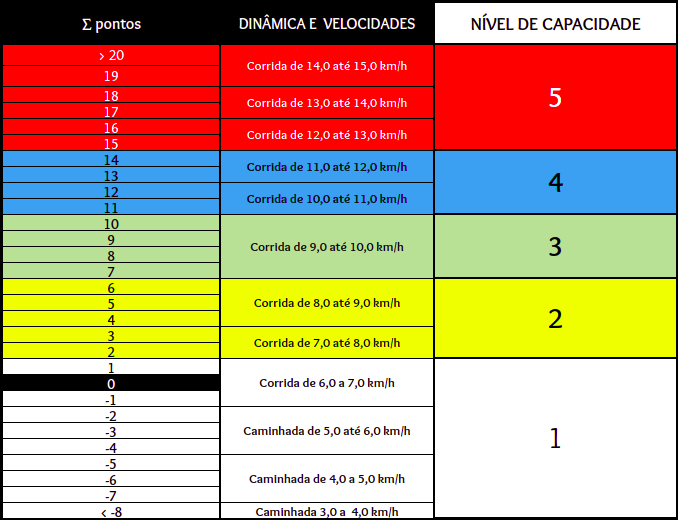 Σ pontos DINÂMICA E VELOCIDADES NÍVEL DE CAPACIDADE
> 20
Corrida de 14,0 até 15,0 km/h
19
18
Corrida de 13,0 até 14,0 km/h
5
17
16
Corrida de 12,0 até 13,0 km/h
15
14
Corrida de 11,0 até 12,0 km/h
13
4
12
Corrida de 10,0 até 11,0 km/h
11
10
9
Corrida de 9,0 até 10,0 km/h
3
8
7
6
5
Corrida de 8,0 até 9,0 km/h
4
2
3
Corrida de 7,0 até 8,0 km/h
2
1
0
Corrida de 6,0 a 7,0 km/h
-1
-2
-3
Caminhada de 5,0 até 6,0 km/h
1
-4
-5
-6
Caminhada de 4,0 a 5,0 km/h
-7
< -8
Caminhada 3,0 a 4,0 km/h